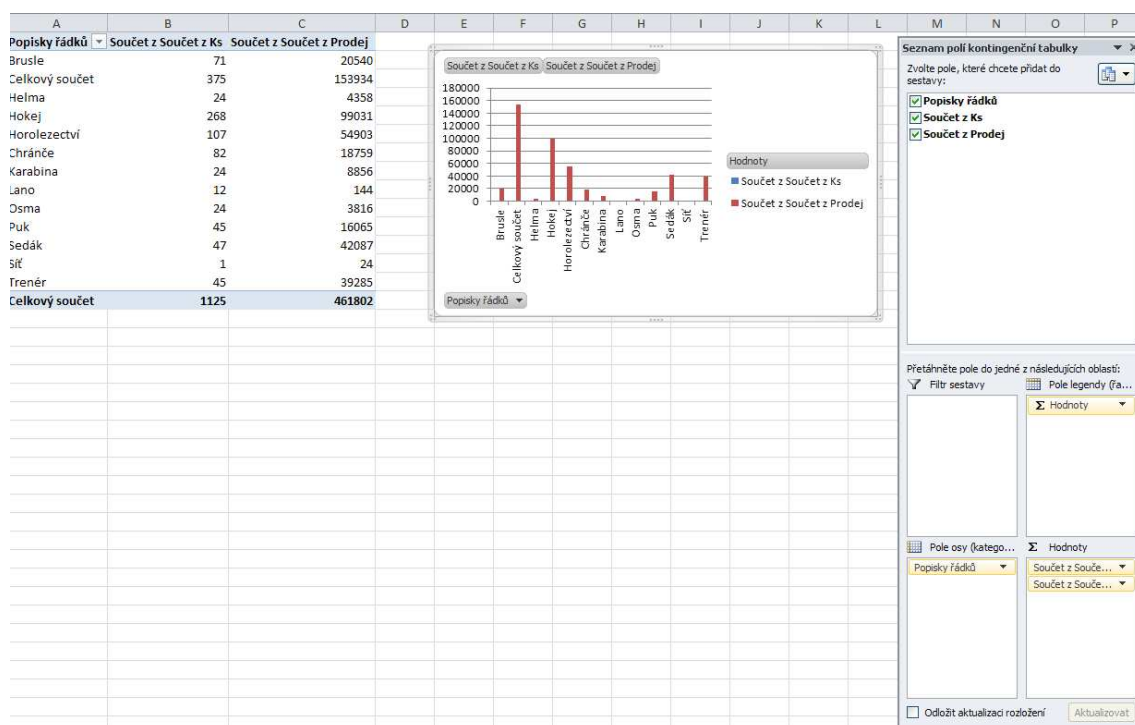 A B C D E F G H I J K L M N O P
Popisky řádků Součet z Součet z Ks Součet z Součet z Prodej
Brusle 71 20540
Celkový součet 375 153934
Helma 24 4358
Hokej 268 99031
Horolezectví 107 54903
Chránče 82 18759
Karabina 24 8856
Lano 12 144
Osma 24 3816
Puk 45 16065
Sedák 47 42087
Síť 1 24
Trenér 45 39285
Celkový součet 1125 461802
Součet z Součet z Ks Součet z Součet z Prodej
180000
160000
140000
120000
100000
80000
60000
40000
20000
0
Brusle
Celkový součet
Helma
Hokej
Horolezectví
Chránče
Karabina
Lano
Osma
Puk
Sedák
Síť
Trenér
Hodnoty
Součet z Součet z Ks
Součet z Součet z Prodej
Popisky řádků
Seznam polí kontingenční tabulky
Zvolte pole, které chcete přidat do
sestavy:
Popisky řádků
Součet z Ks
Součet z Prodej
Přetáhněte pole do jedné z následujících oblastí:
Filtr sestavy Pole legendy (řa...
Σ Hodnoty
Pole osy (katego... Σ Hodnoty
Popisky řádků Součet z Souče...
Součet z Souče...
Odložit aktualizaci rozložení Aktualizovat